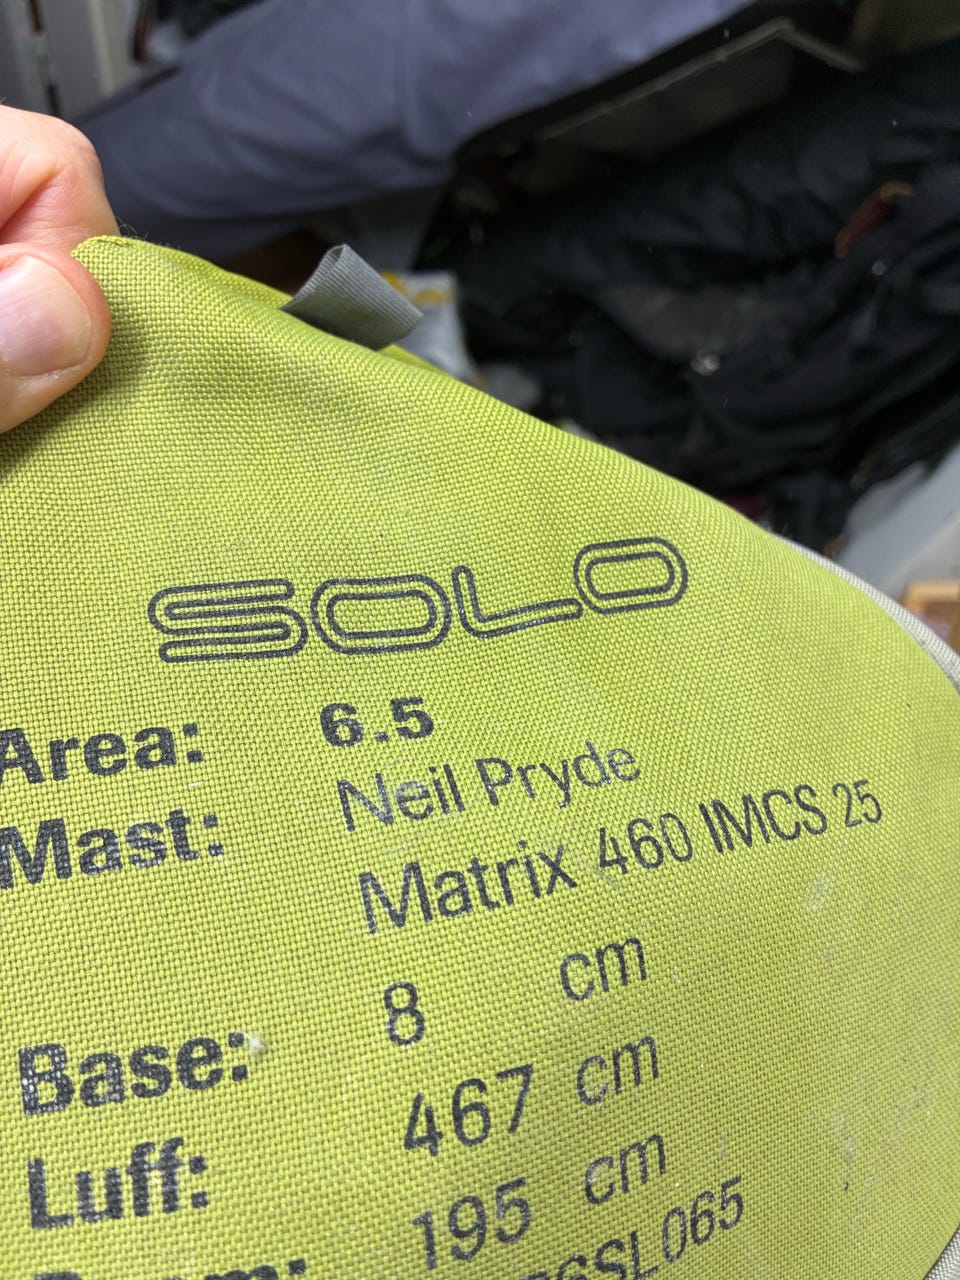 SOLO
Area: 6.5
Mast: Neil Pryde
Matrix 460 IMCS 25
Base: 8 cm
Luff: 467 cm
195 cm
6SL065